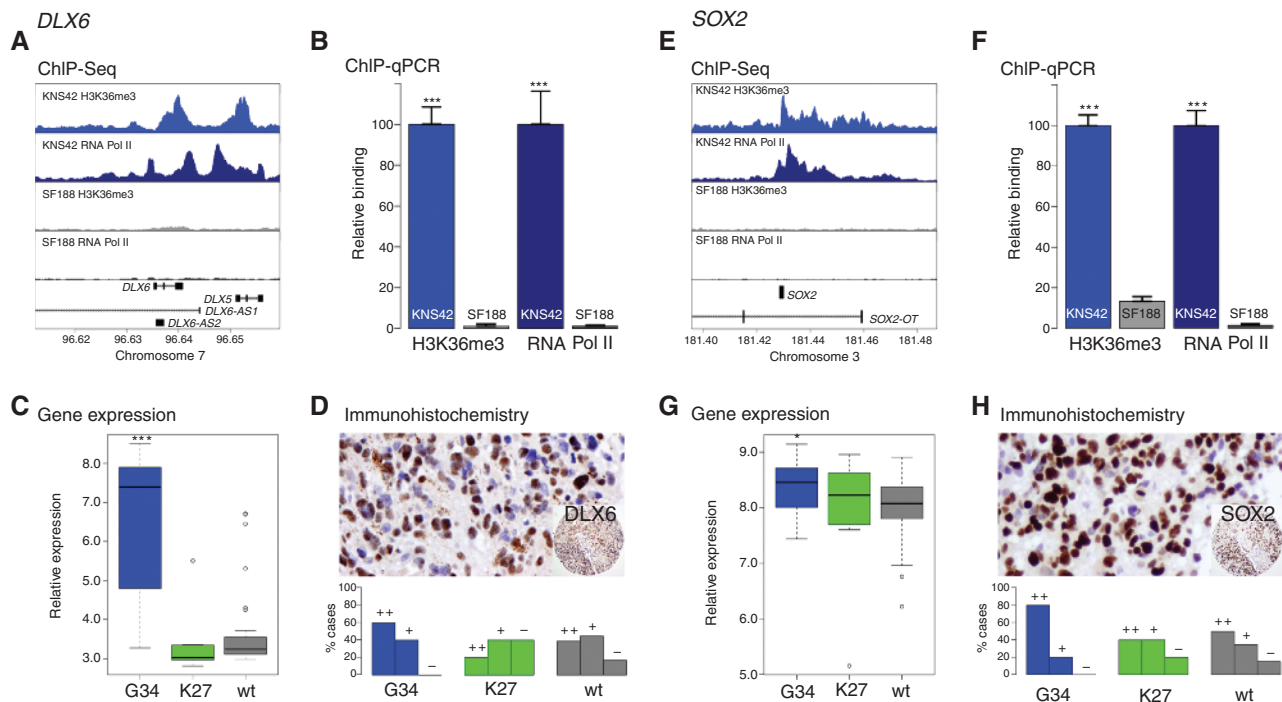 DLX6
A
ChIP-Seq
KNS42 H3K36me3
KNS42 RNA Pol II
SF188 H3K36me3
SF188 RNA Pol II
DLX6
DLX5
DLX6-AS1
DLX6-AS2
96.62 96.63 96.64 96.65
Chromosome 7
B
ChIP-qPCR
Relative binding
100
80
60
40
20
0
*** ***
KNS42 SF188 KNS42 SF188
H3K36me3 RNA Pol II
SOX2
E
ChIP-Seq
KNS42 H3K36me3
KNS42 RNA Pol II
SF188 H3K36me3
SF188 RNA Pol II
SOX2
SOX2-OT
181.40 181.42 181.44 181.46 181.48
Chromosome 3
F
ChIP-qPCR
Relative binding
100
80
60
40
20
0
*** ***
KNS42 SF188 KNS42 SF188
H3K36me3 RNA Pol II
C
Gene expression
Relative expression
8.0
7.0
6.0
5.0
4.0
3.0
***
G34 K27 wt
D
Immunohistochemistry
DLX6
% cases
100
80
60
40
20
++ + −
++ + −
++ + −
G34 K27 wt
G
Gene expression
Relative expression
9.0
8.0
7.0
6.0
5.0
*
G34 K27 wt
H
Immunohistochemistry
SOX2
% cases
100
80
60
40
20
++ + −
++ + −
++ + −
G34 K27 wt